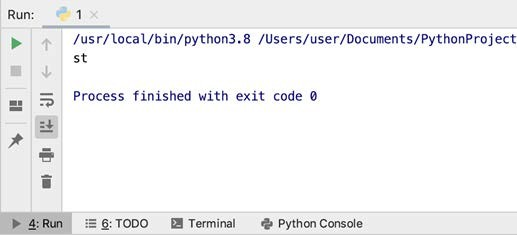 Run: 1
/usr/local/bin/python3.8 /Users/user/Documents/PythonProject
st
Process finished with exit code 0
4: Run 6: TODO Terminal Python Console